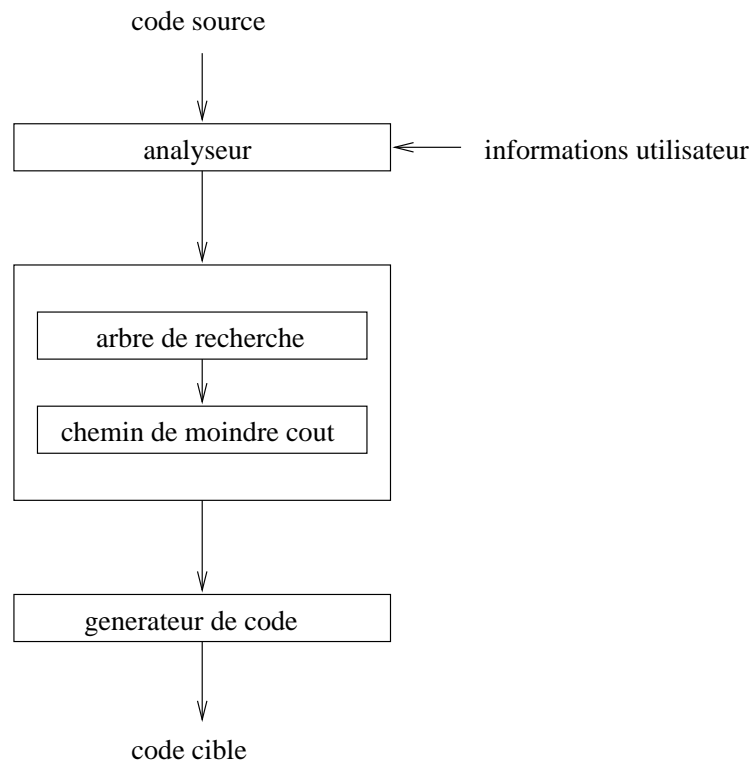 code source
analyseur
informations utilisateur
arbre de recherche
chemin de moindre cout
generateur de code
code cible